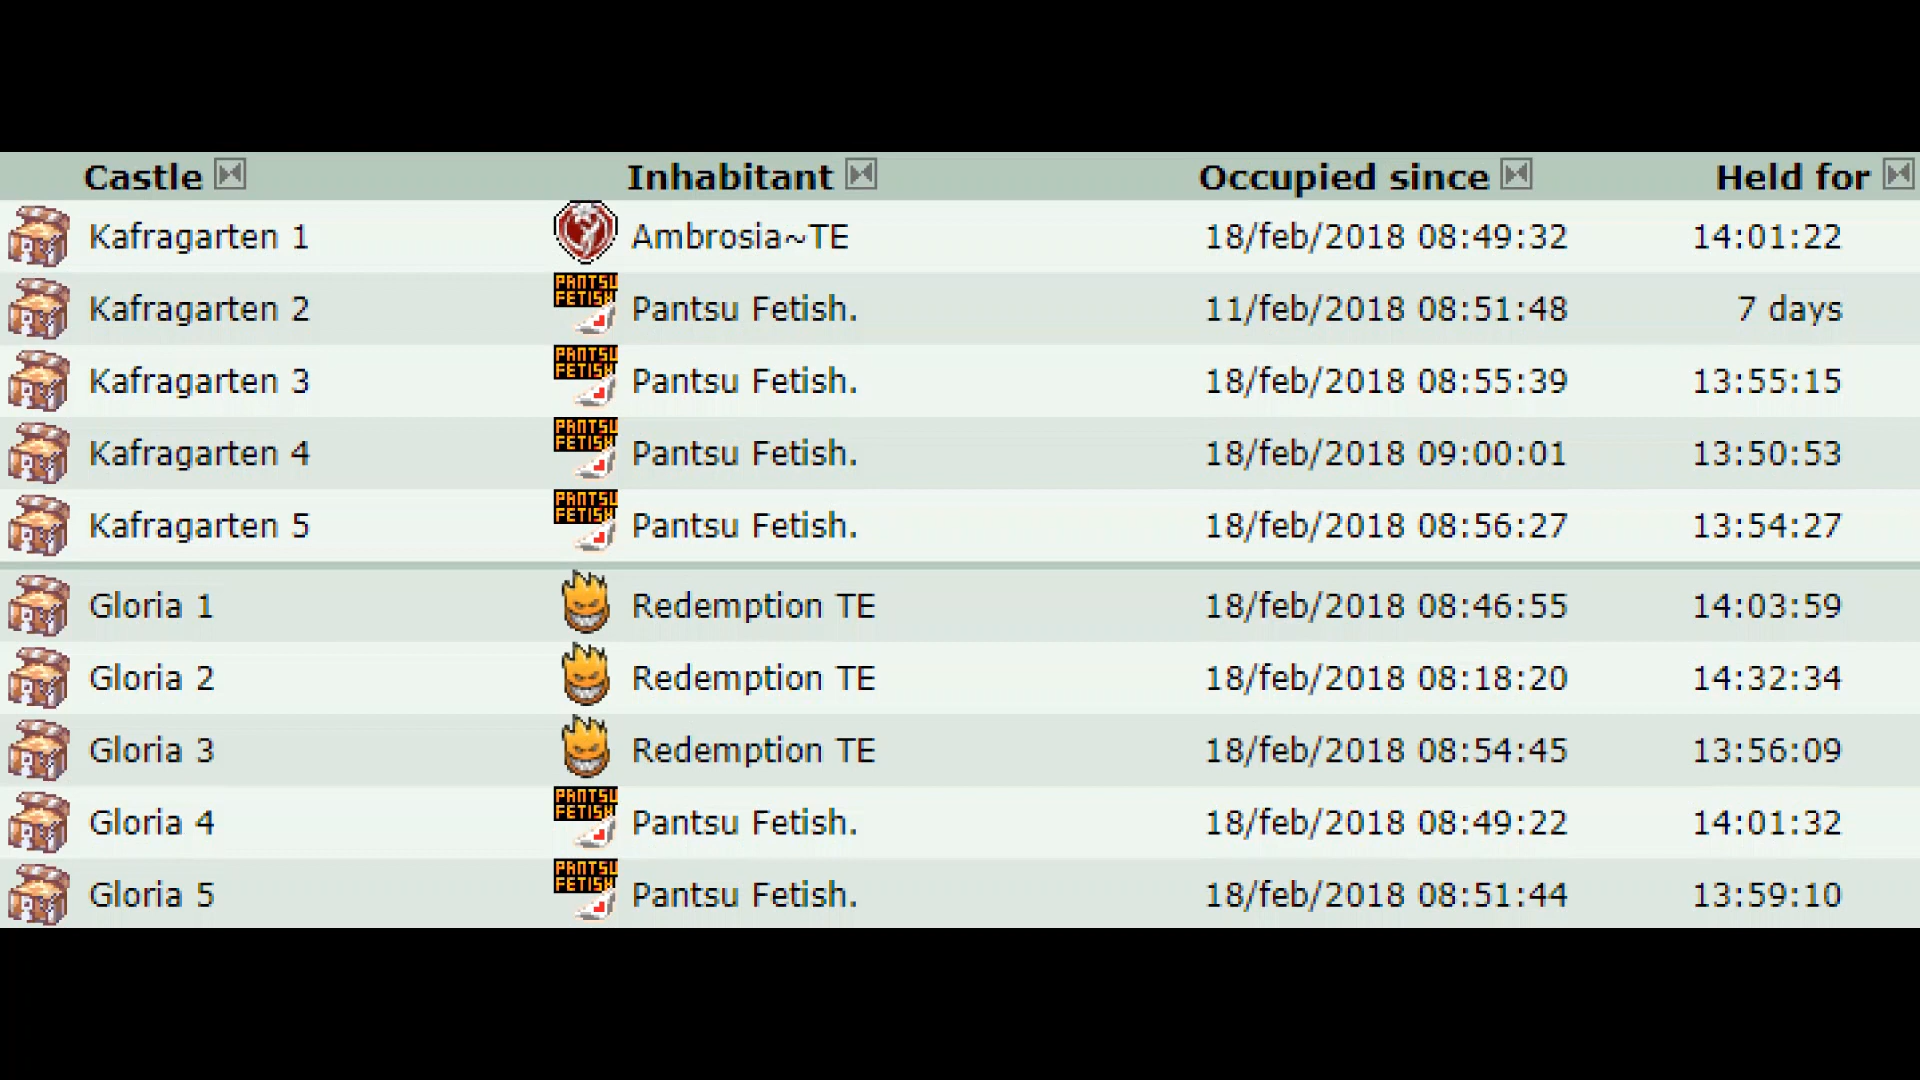 Castle Inhabitant Occupied since Held for
Kafragarten 1 Ambrosia~TE 18/feb/2018 08:49:32 14:01:22
Kafragarten 2 PANTSU FETISH Pantsu Fetish. 11/feb/2018 08:51:48 7 days
Kafragarten 3 PANTSU FETISH Pantsu Fetish. 18/feb/2018 08:55:39 13:55:15
Kafragarten 4 PANTSU FETISH Pantsu Fetish. 18/feb/2018 09:00:01 13:50:53
Kafragarten 5 PANTSU FETISH Pantsu Fetish. 18/feb/2018 08:56:27 13:54:27
Gloria 1 Redemption TE 18/feb/2018 08:46:55 14:03:59
Gloria 2 Redemption TE 18/feb/2018 08:18:20 14:32:34
Gloria 3 Redemption TE 18/feb/2018 08:54:45 13:56:09
Gloria 4 PANTSU FETISH Pantsu Fetish. 18/feb/2018 08:49:22 14:01:32
Gloria 5 PANTSU FETISH Pantsu Fetish. 18/feb/2018 08:51:44 13:59:10